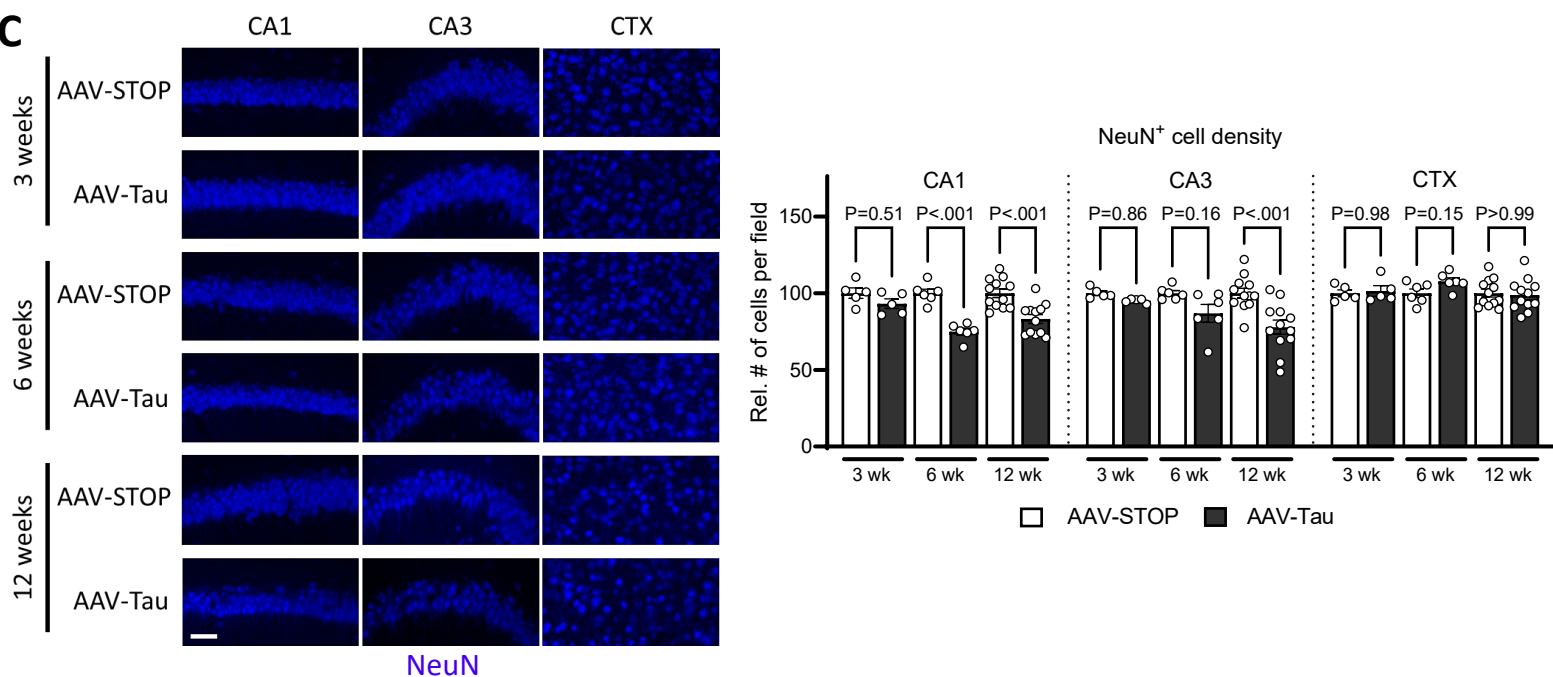 C
CA1 CA3 CTX
3 weeks
AAV-STOP
AAV-Tau
6 weeks
AAV-STOP
AAV-Tau
12 weeks
AAV-STOP
AAV-Tau
NeuN
NeuN+ cell density
CA1 CA3 CTX
P=0.51 P<.001 P<.001 P=0.86 P=0.16 P<.001 P=0.98 P=0.15 P>0.99
Rel. # of cells per field
150
100
50
0
3 wk 6 wk 12 wk 3 wk 6 wk 12 wk 3 wk 6 wk 12 wk
AAV-STOP AAV-Tau